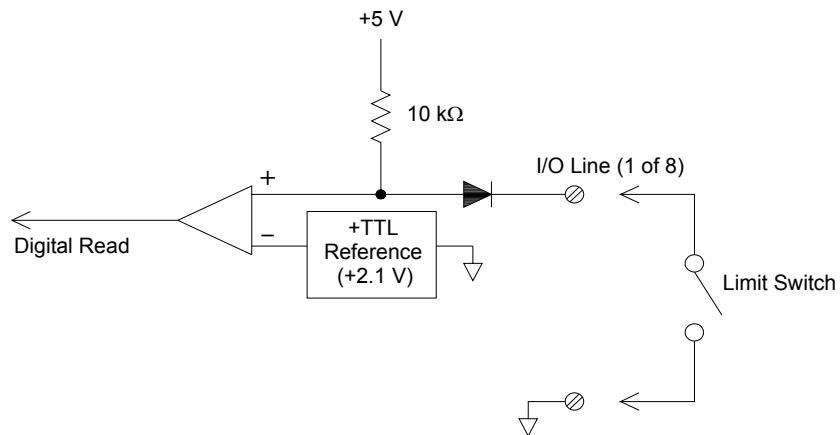 +5 V
10 kΩ
I/O Line (1 of 8)
+
−
+TTL
Reference
(+2.1 V)
Digital Read
Limit Switch